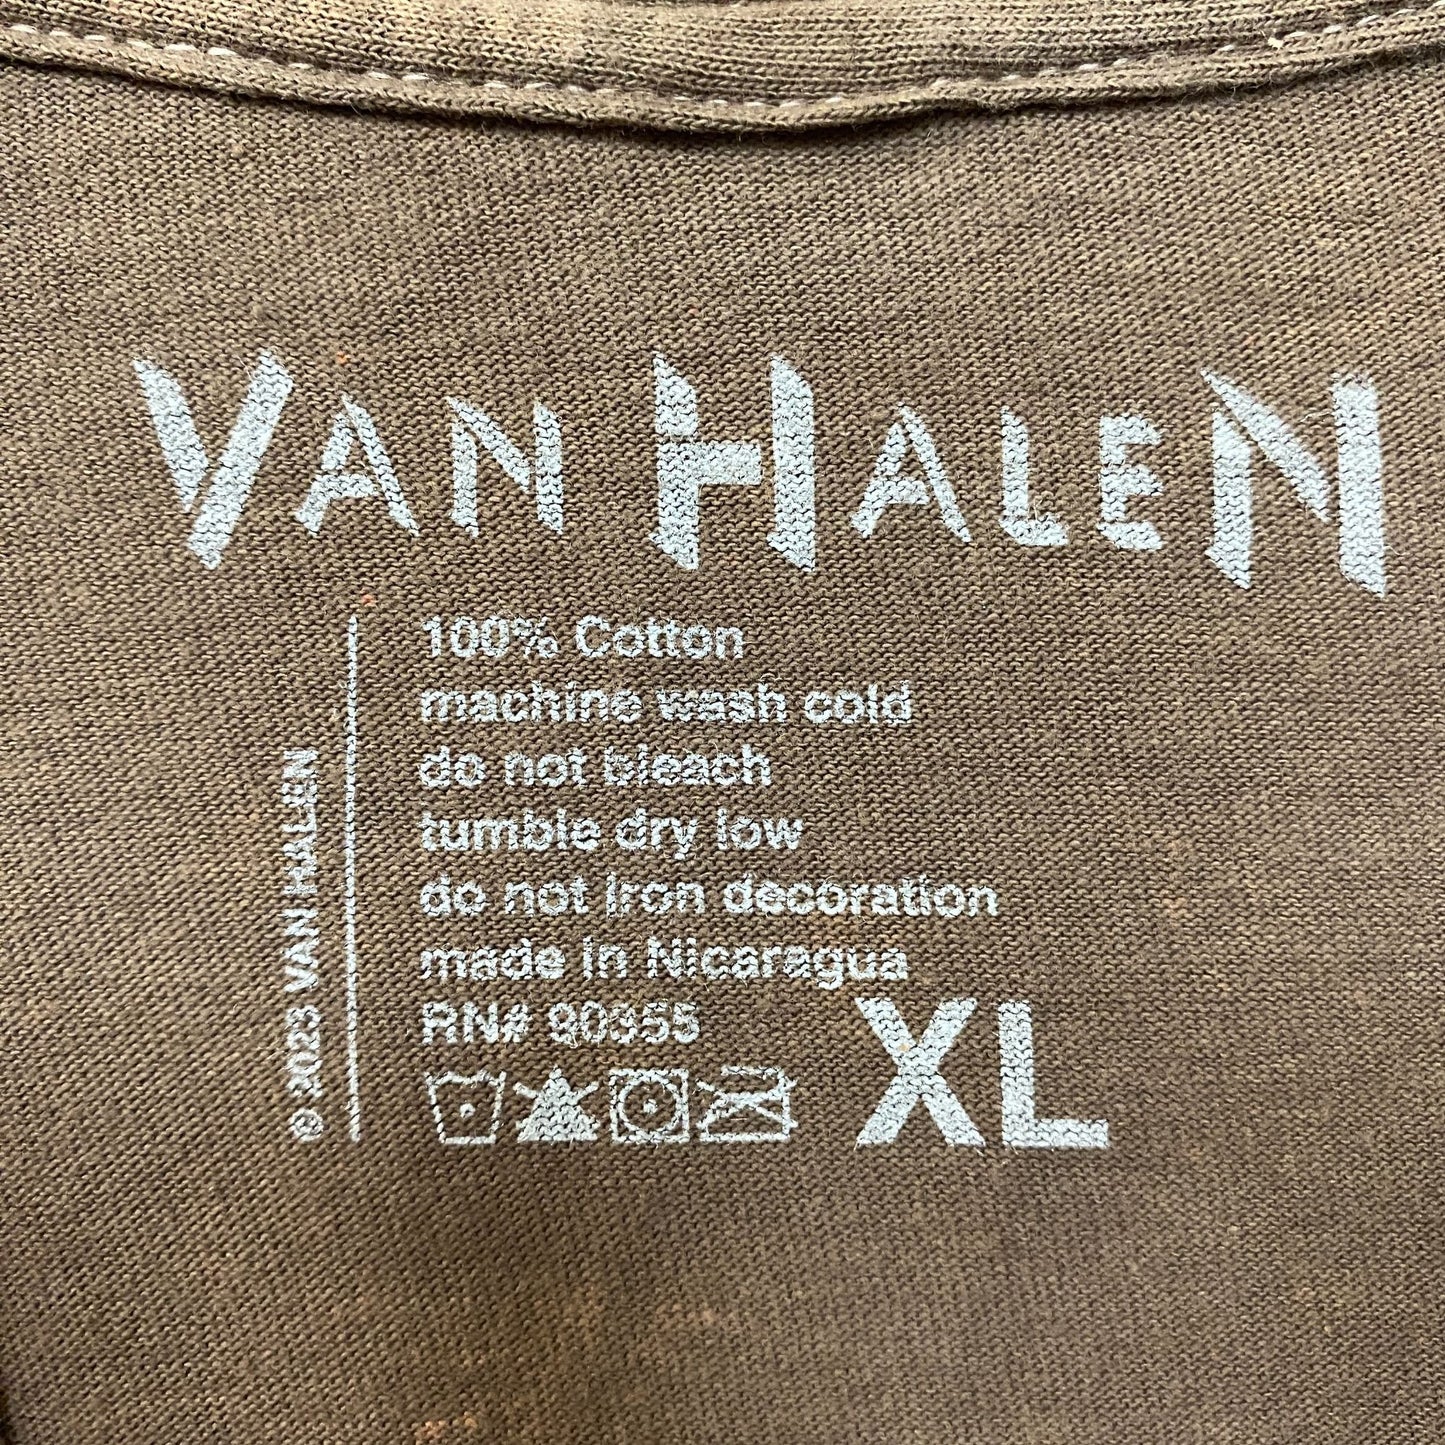 VAN HALEN
100% Cotton
machine wash cold
do not bleach
tumble dry low
do not iron decoration
made in Nicaragua
RN# 90355
XL
© 2023 VAN HALEN